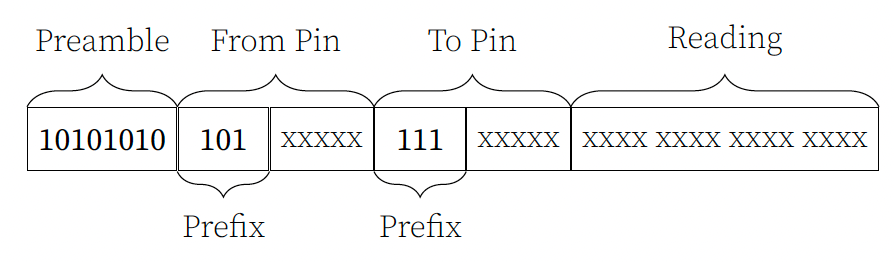 Preamble From Pin To Pin Reading
10101010 101 xxxxx 111 xxxxx xxxx xxxx xxxx xxxx
Prefix Prefix